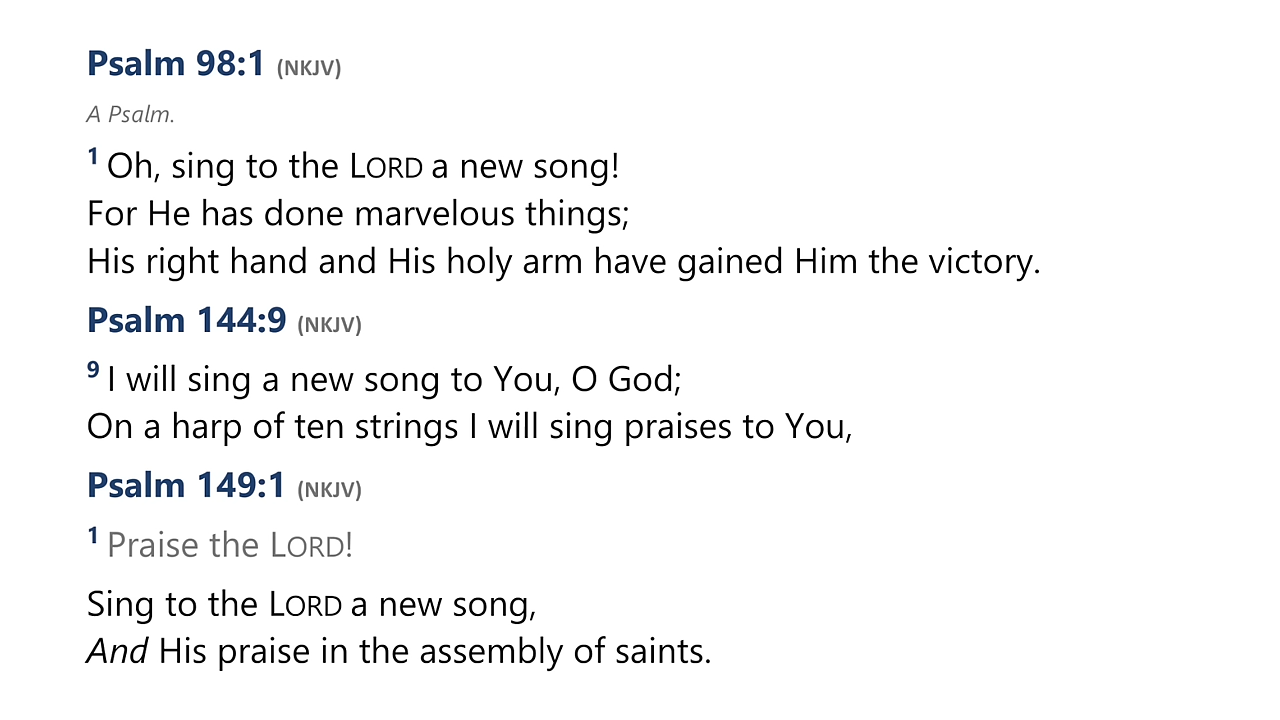 Psalm 98:1 (NKJV)
A Psalm.
1 Oh, sing to the LORD a new song!
For He has done marvelous things;
His right hand and His holy arm have gained Him the victory.
Psalm 144:9 (NKJV)
9 I will sing a new song to You, O God;
On a harp of ten strings I will sing praises to You,
Psalm 149:1 (NKJV)
1 Praise the LORD!
Sing to the LORD a new song,
And His praise in the assembly of saints.